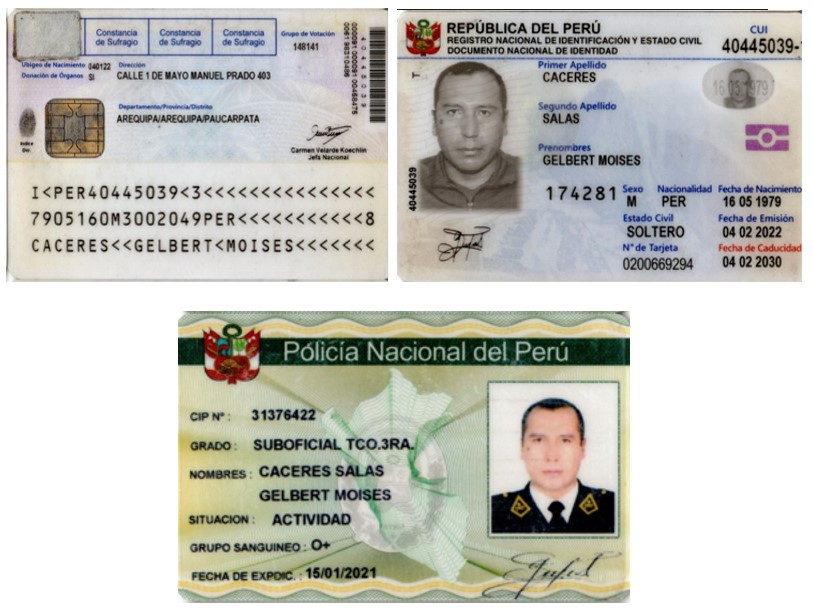 Constancia de Sufragio
Constancia de Sufragio
Constancia de Sufragio
Grupo de Votación
148141
Ubigeo de Nacimiento 040122
Donación de Órganos SI
Dirección
CALLE 1 DE MAYO MANUEL PRADO 403
Departamento/Provincia/Distrito
AREQUIPA/AREQUIPA/PAUCARPATA
Indice Der.
Carmen Velarde Koechlin
Jefa Nacional
40445039
I<PER40445039<3<<<<<<<<<<<<<<<
7905160M3002049PER<<<<<<<<<<<8
CACERES<<GELBERT<MOISES<<<<<<<
REPÚBLICA DEL PERÚ
REGISTRO NACIONAL DE IDENTIFICACIÓN Y ESTADO CIVIL
DOCUMENTO NACIONAL DE IDENTIDAD
CUI
40445039-
T
Primer Apellido
CACERES
16 05 1979
Segundo Apellido
SALAS
Prenombres
GELBERT MOISES
40445039
174281
Sexo Nacionalidad Fecha de Nacimiento
M PER 16 05 1979
Estado Civil Fecha de Emisión
SOLTERO 04 02 2022
N° de Tarjeta Fecha de Caducidad
0200669294 04 02 2030
Policía Nacional del Perú
CIP N° : 31376422
GRADO : SUBOFICIAL TCO.3RA.
NOMBRES : CACERES SALAS
GELBERT MOISES
SITUACION : ACTIVIDAD
GRUPO SANGUINEO : O+
FECHA DE EXPDIC. : 15/01/2021